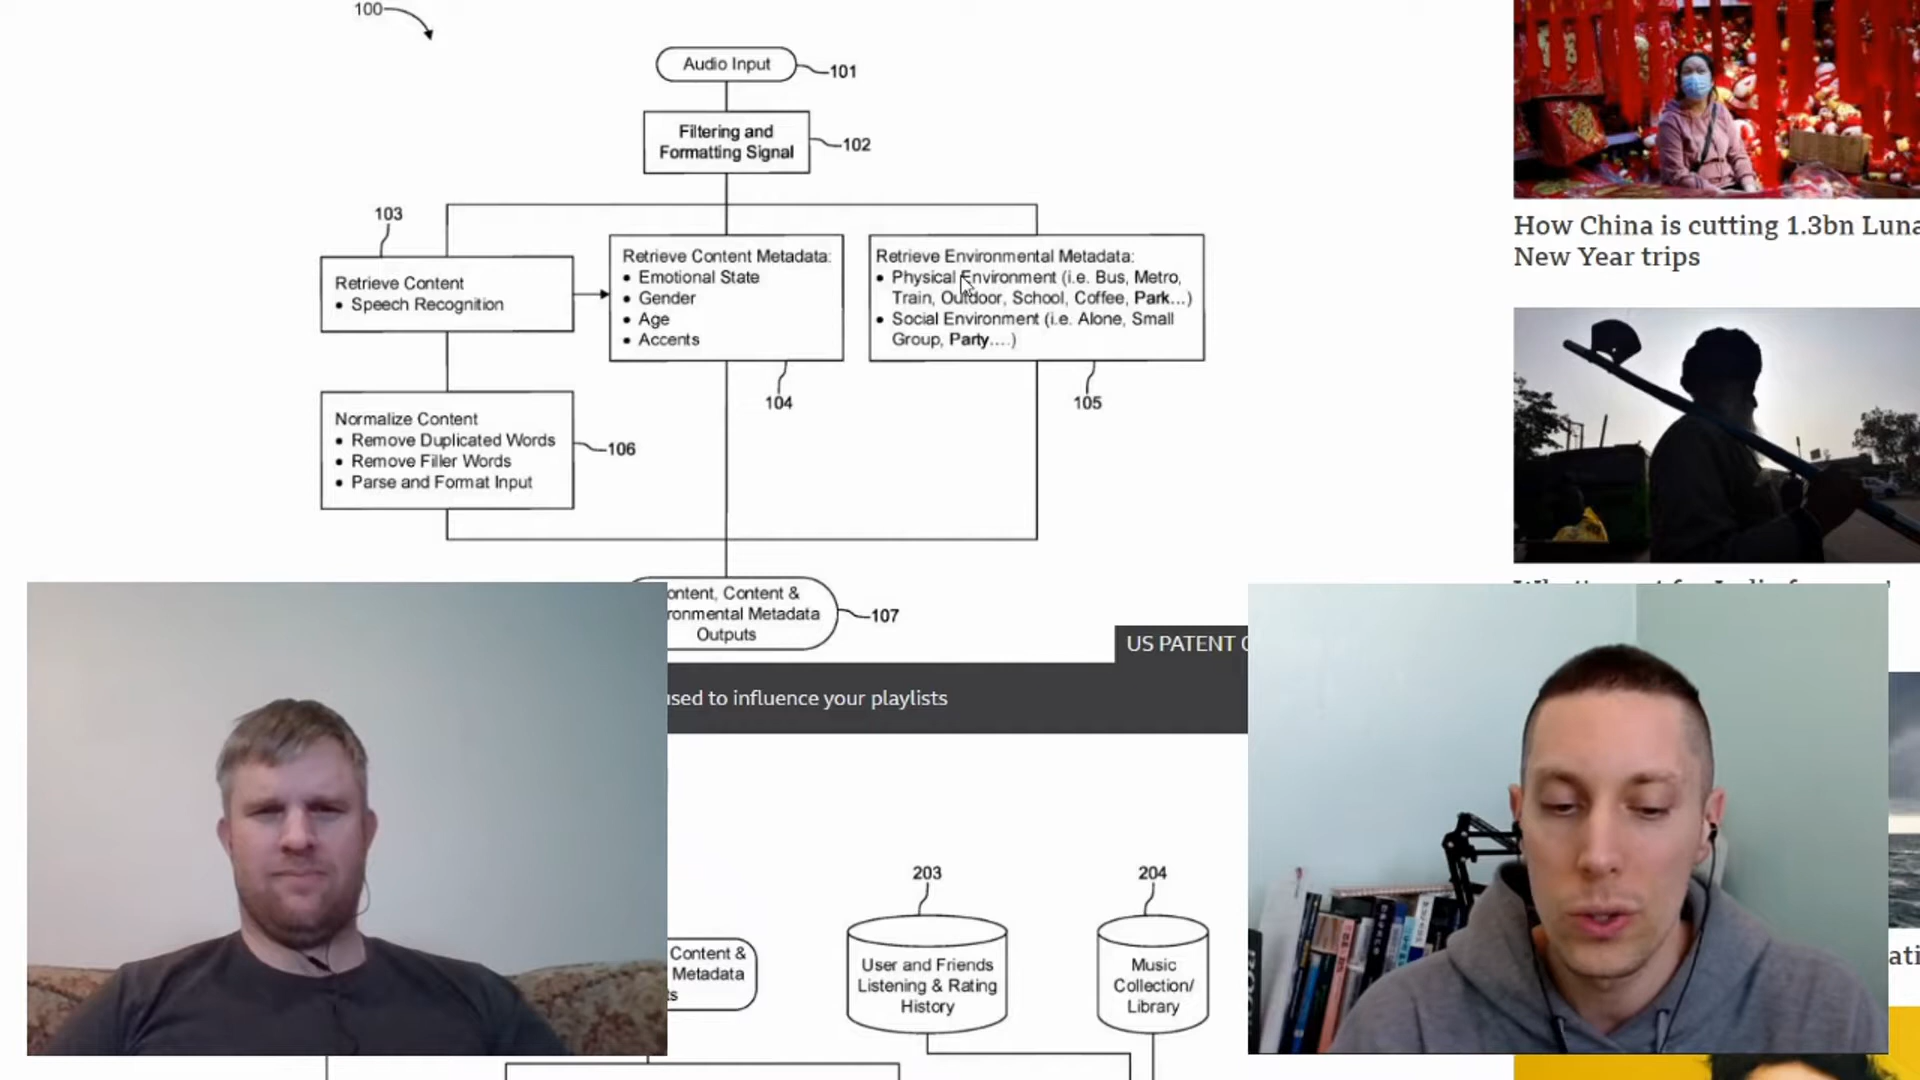 100
Audio Input
101
Filtering and
Formatting Signal
102
103
Retrieve Content
• Speech Recognition
Retrieve Content Metadata:
• Emotional State
• Gender
• Age
• Accents
104
Retrieve Environmental Metadata:
• Physical Environment (i.e. Bus, Metro,
Train, Outdoor, School, Coffee, Park...)
• Social Environment (i.e. Alone, Small
Group, Party....)
105
Normalize Content
• Remove Duplicated Words
• Remove Filler Words
• Parse and Format Input
106
ontent, Content &
ronmental Metadata
Outputs
107
US PATENT
used to influence your playlists
203
User and Friends
Listening & Rating
History
204
Music
Collection/
Library
Content &
Metadata
ts
How China is cutting 1.3bn Luna
New Year trips